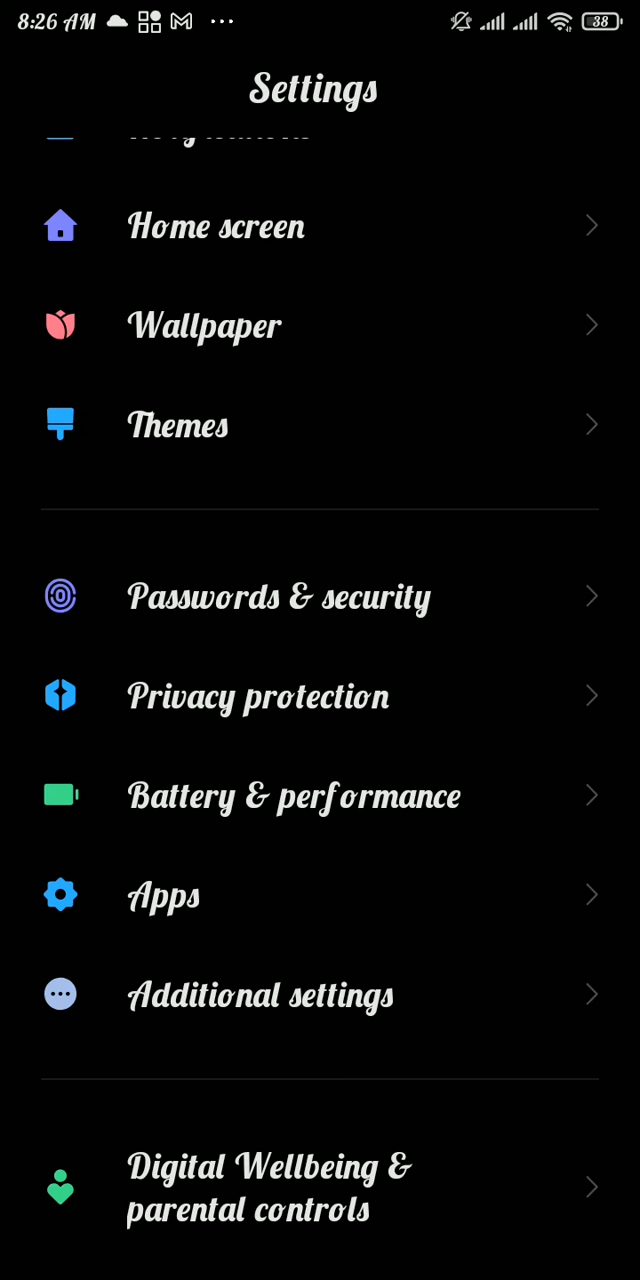 8:26 AM
38
Settings
Home screen
Wallpaper
Themes
Passwords & security
Privacy protection
Battery & performance
Apps
Additional settings
Digital Wellbeing &
parental controls